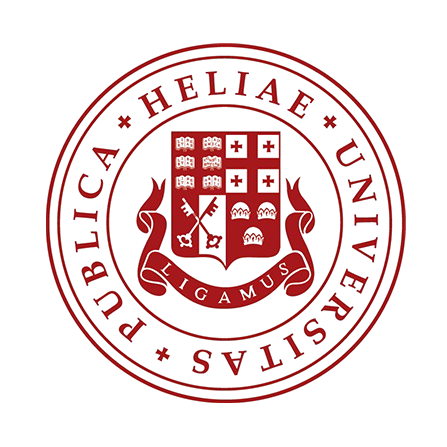 PUBLICA ✢ HELIAE ✢ UNIVERSITAS ✢
LIGAMUS